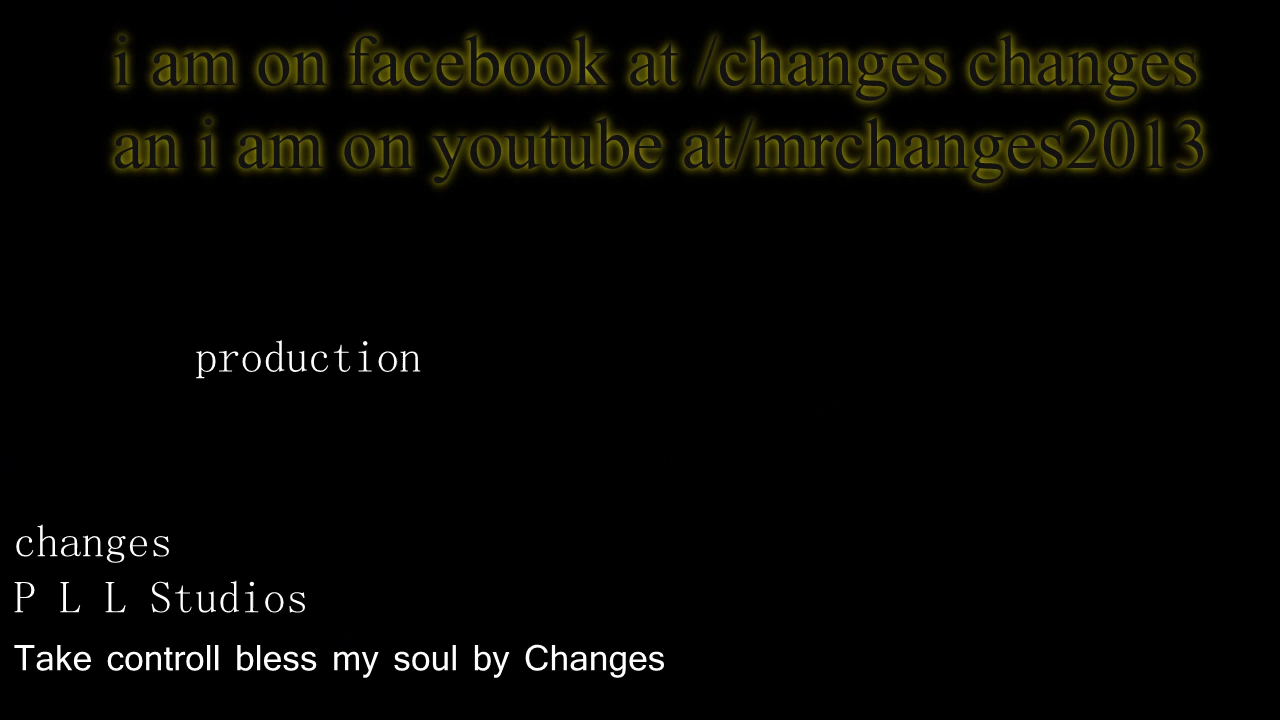 i am on facebook at /changes changes
an i am on youtube at/mrchanges2013
production
changes
P L L Studios
Take controll bless my soul by Changes